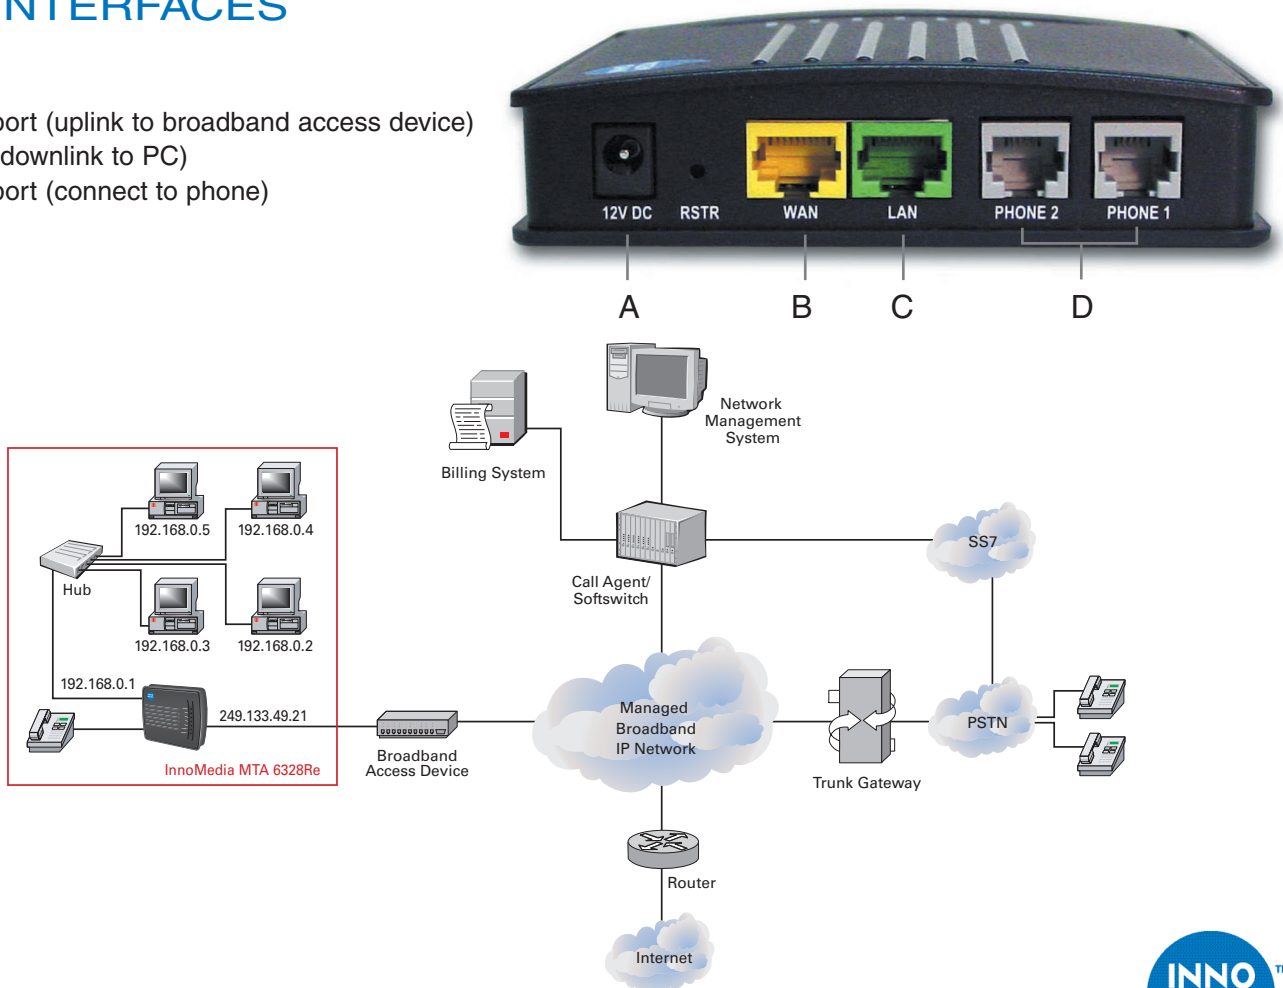 NTERFACES
port (uplink to broadband access device)
downlink to PC)
port (connect to phone)
12V DC
RSTR
WAN
LAN
PHONE 2
PHONE 1
A
B
C
D
Network
Management
System
Billing System
192.168.0.5
192.168.0.4
Hub
192.168.0.3
192.168.0.2
Call Agent/
Softswitch
SS7
192.168.0.1
249.133.49.21
InnoMedia MTA 6328Re
Broadband
Access Device
Managed
Broadband
IP Network
Trunk Gateway
PSTN
Router
Internet
INNO